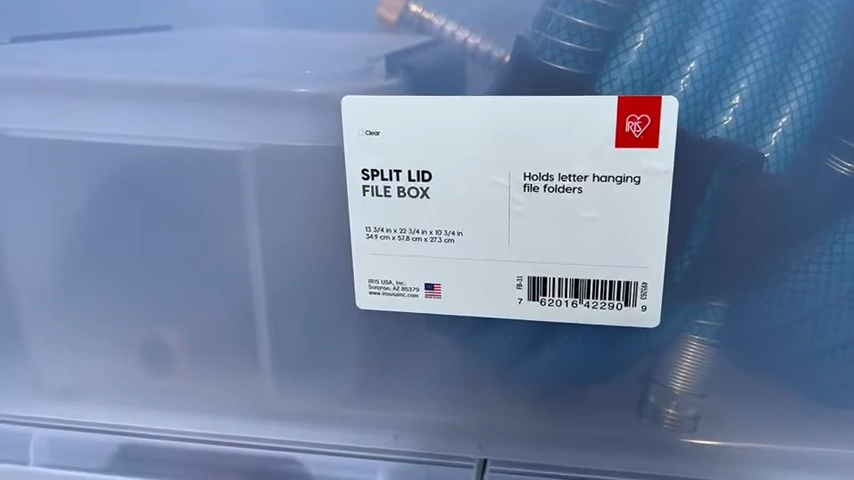 Clear
IRIS
SPLIT LID
FILE BOX
Holds letter hanging
file folders
13 3/4 in x 22 3/4 in x 10 3/4 in
34.9 cm x 57.8 cm x 27.3 cm
IRIS USA, Inc.
Surprise, AZ 85379
www.irisusainc.com
7 62016 42290 9